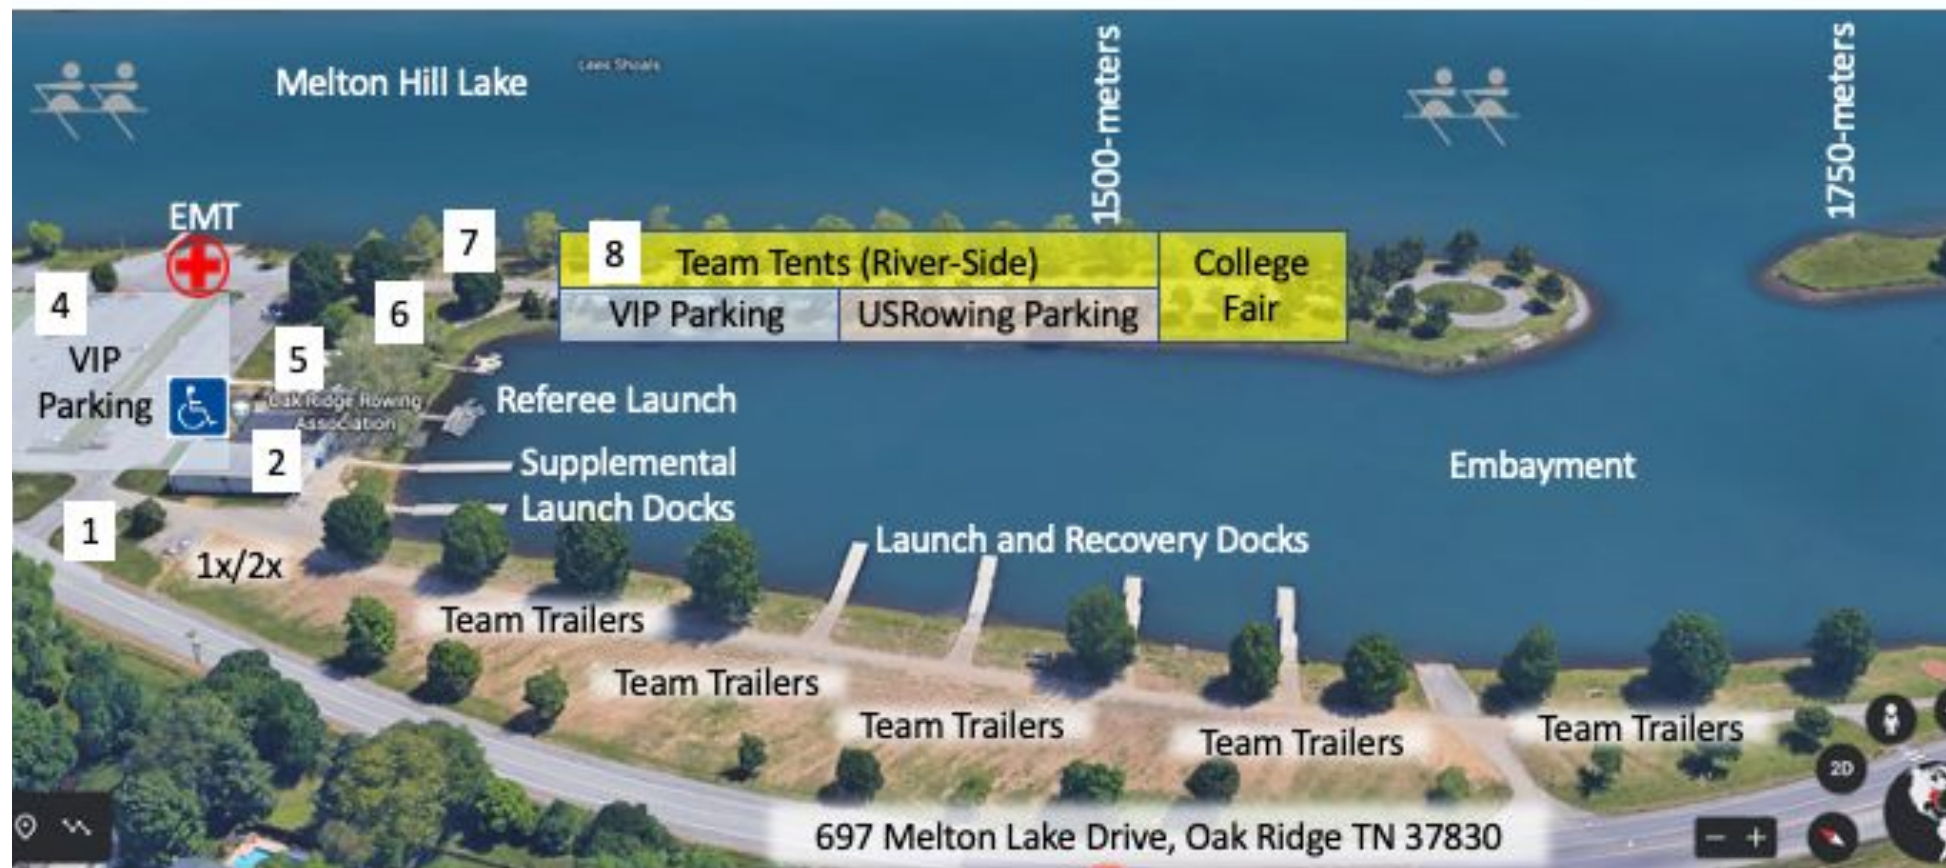 Melton Hill Lake
Lees Shoals
1500-meters
1750-meters
EMT
7
8
Team Tents (River-Side)
College
Fair
4
6
VIP Parking
USRowing Parking
VIP
Parking
5
Oak Ridge Rowing
Association
Referee Launch
2
Supplemental
Launch Docks
Embayment
1
1x/2x
Launch and Recovery Docks
Team Trailers
Team Trailers
Team Trailers
Team Trailers
Team Trailers
2D
697 Melton Lake Drive, Oak Ridge TN 37830